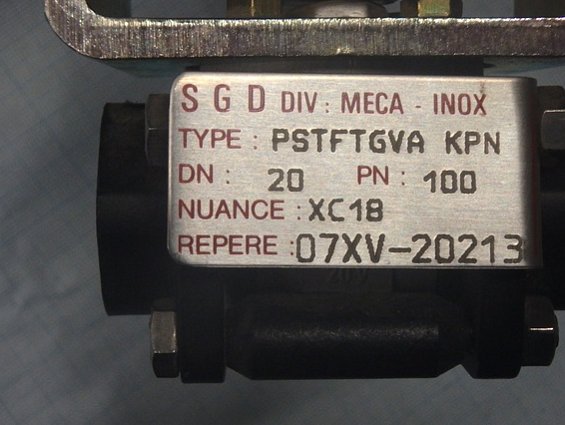 S G D DIV : MECA - INOX
TYPE : PSTFTGVA KPN
DN : 20 PN : 100
NUANCE : XC18
REPERE : 07XV-20213